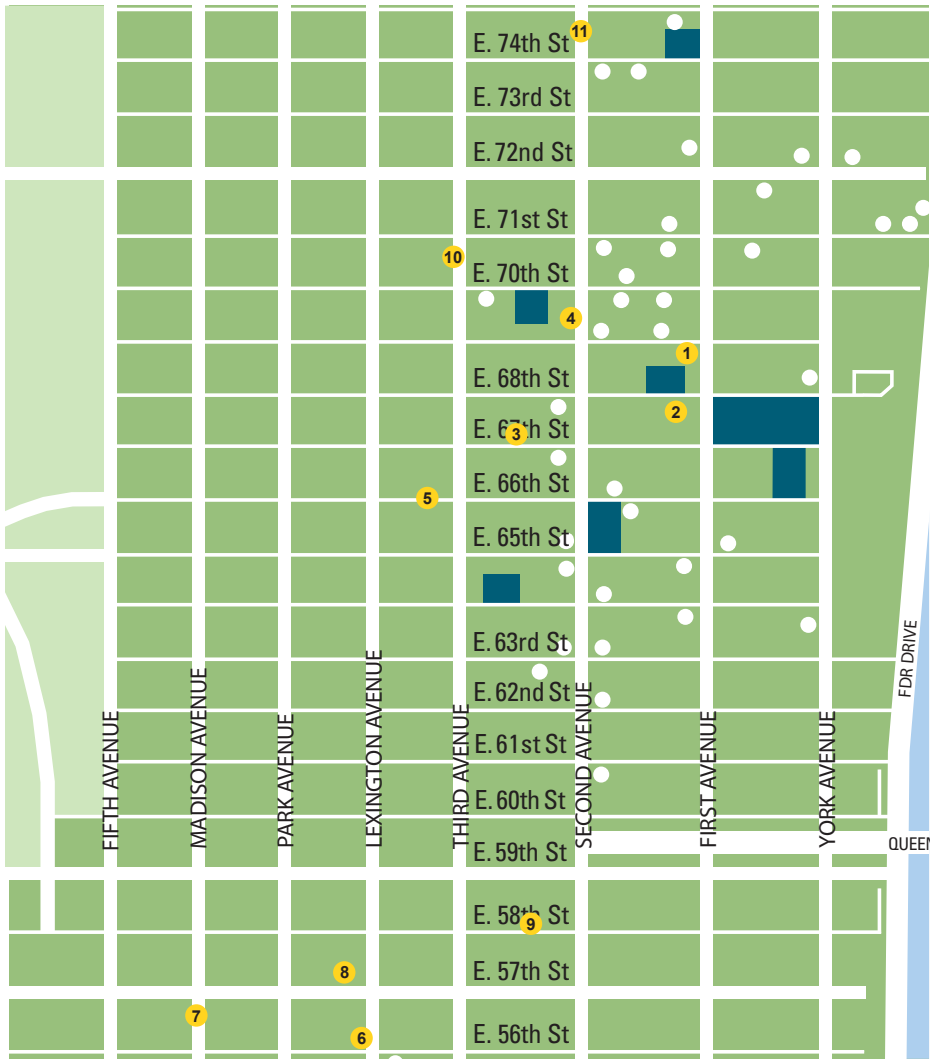 11
E. 74th St
E. 73rd St
E. 72nd St
E. 71st St
10
E. 70th St
4
1
E. 68th St
2
E. 67th St
3
E. 66th St
5
E. 65th St
E. 63rd St
E. 62nd St
E. 61st St
E. 60th St
E. 59th St
FIFTH AVENUE
MADISON AVENUE
PARK AVENUE
LEXINGTON AVENUE
THIRD AVENUE
SECOND AVENUE
FIRST AVENUE
YORK AVENUE
FDR DRIVE
QUEEN
E. 58th St
9
E. 57th St
8
7
6
E. 56th St